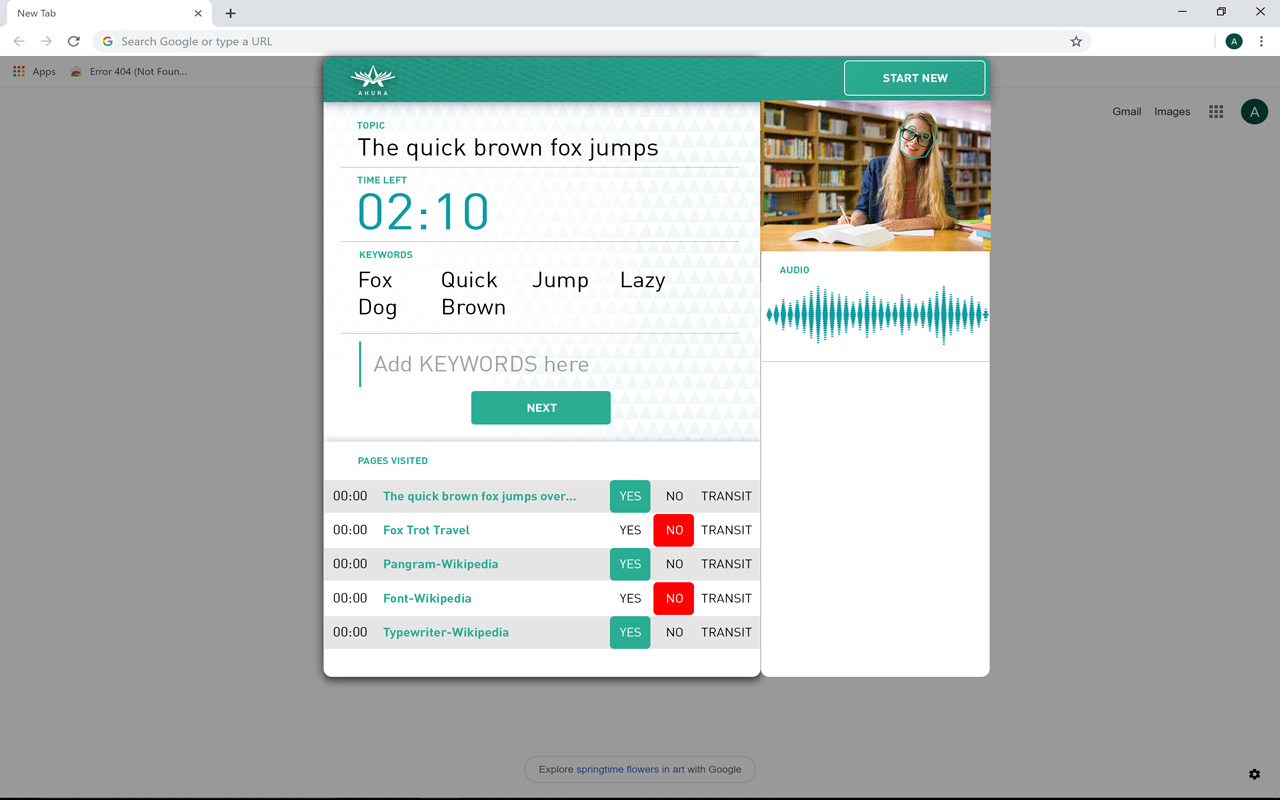 New Tab
Search Google or type a URL
A
Apps
Error 404 (Not Foun...
AHURA
START NEW
Gmail
Images
A
TOPIC
The quick brown fox jumps
TIME LEFT
02:10
KEYWORDS
Fox Quick Jump Lazy
Dog Brown
Add KEYWORDS here
NEXT
AUDIO
PAGES VISITED
00:00 The quick brown fox jumps over... YES NO TRANSIT
00:00 Fox Trot Travel YES NO TRANSIT
00:00 Pangram-Wikipedia YES NO TRANSIT
00:00 Font-Wikipedia YES NO TRANSIT
00:00 Typewriter-Wikipedia YES NO TRANSIT
Explore springtime flowers in art with Google